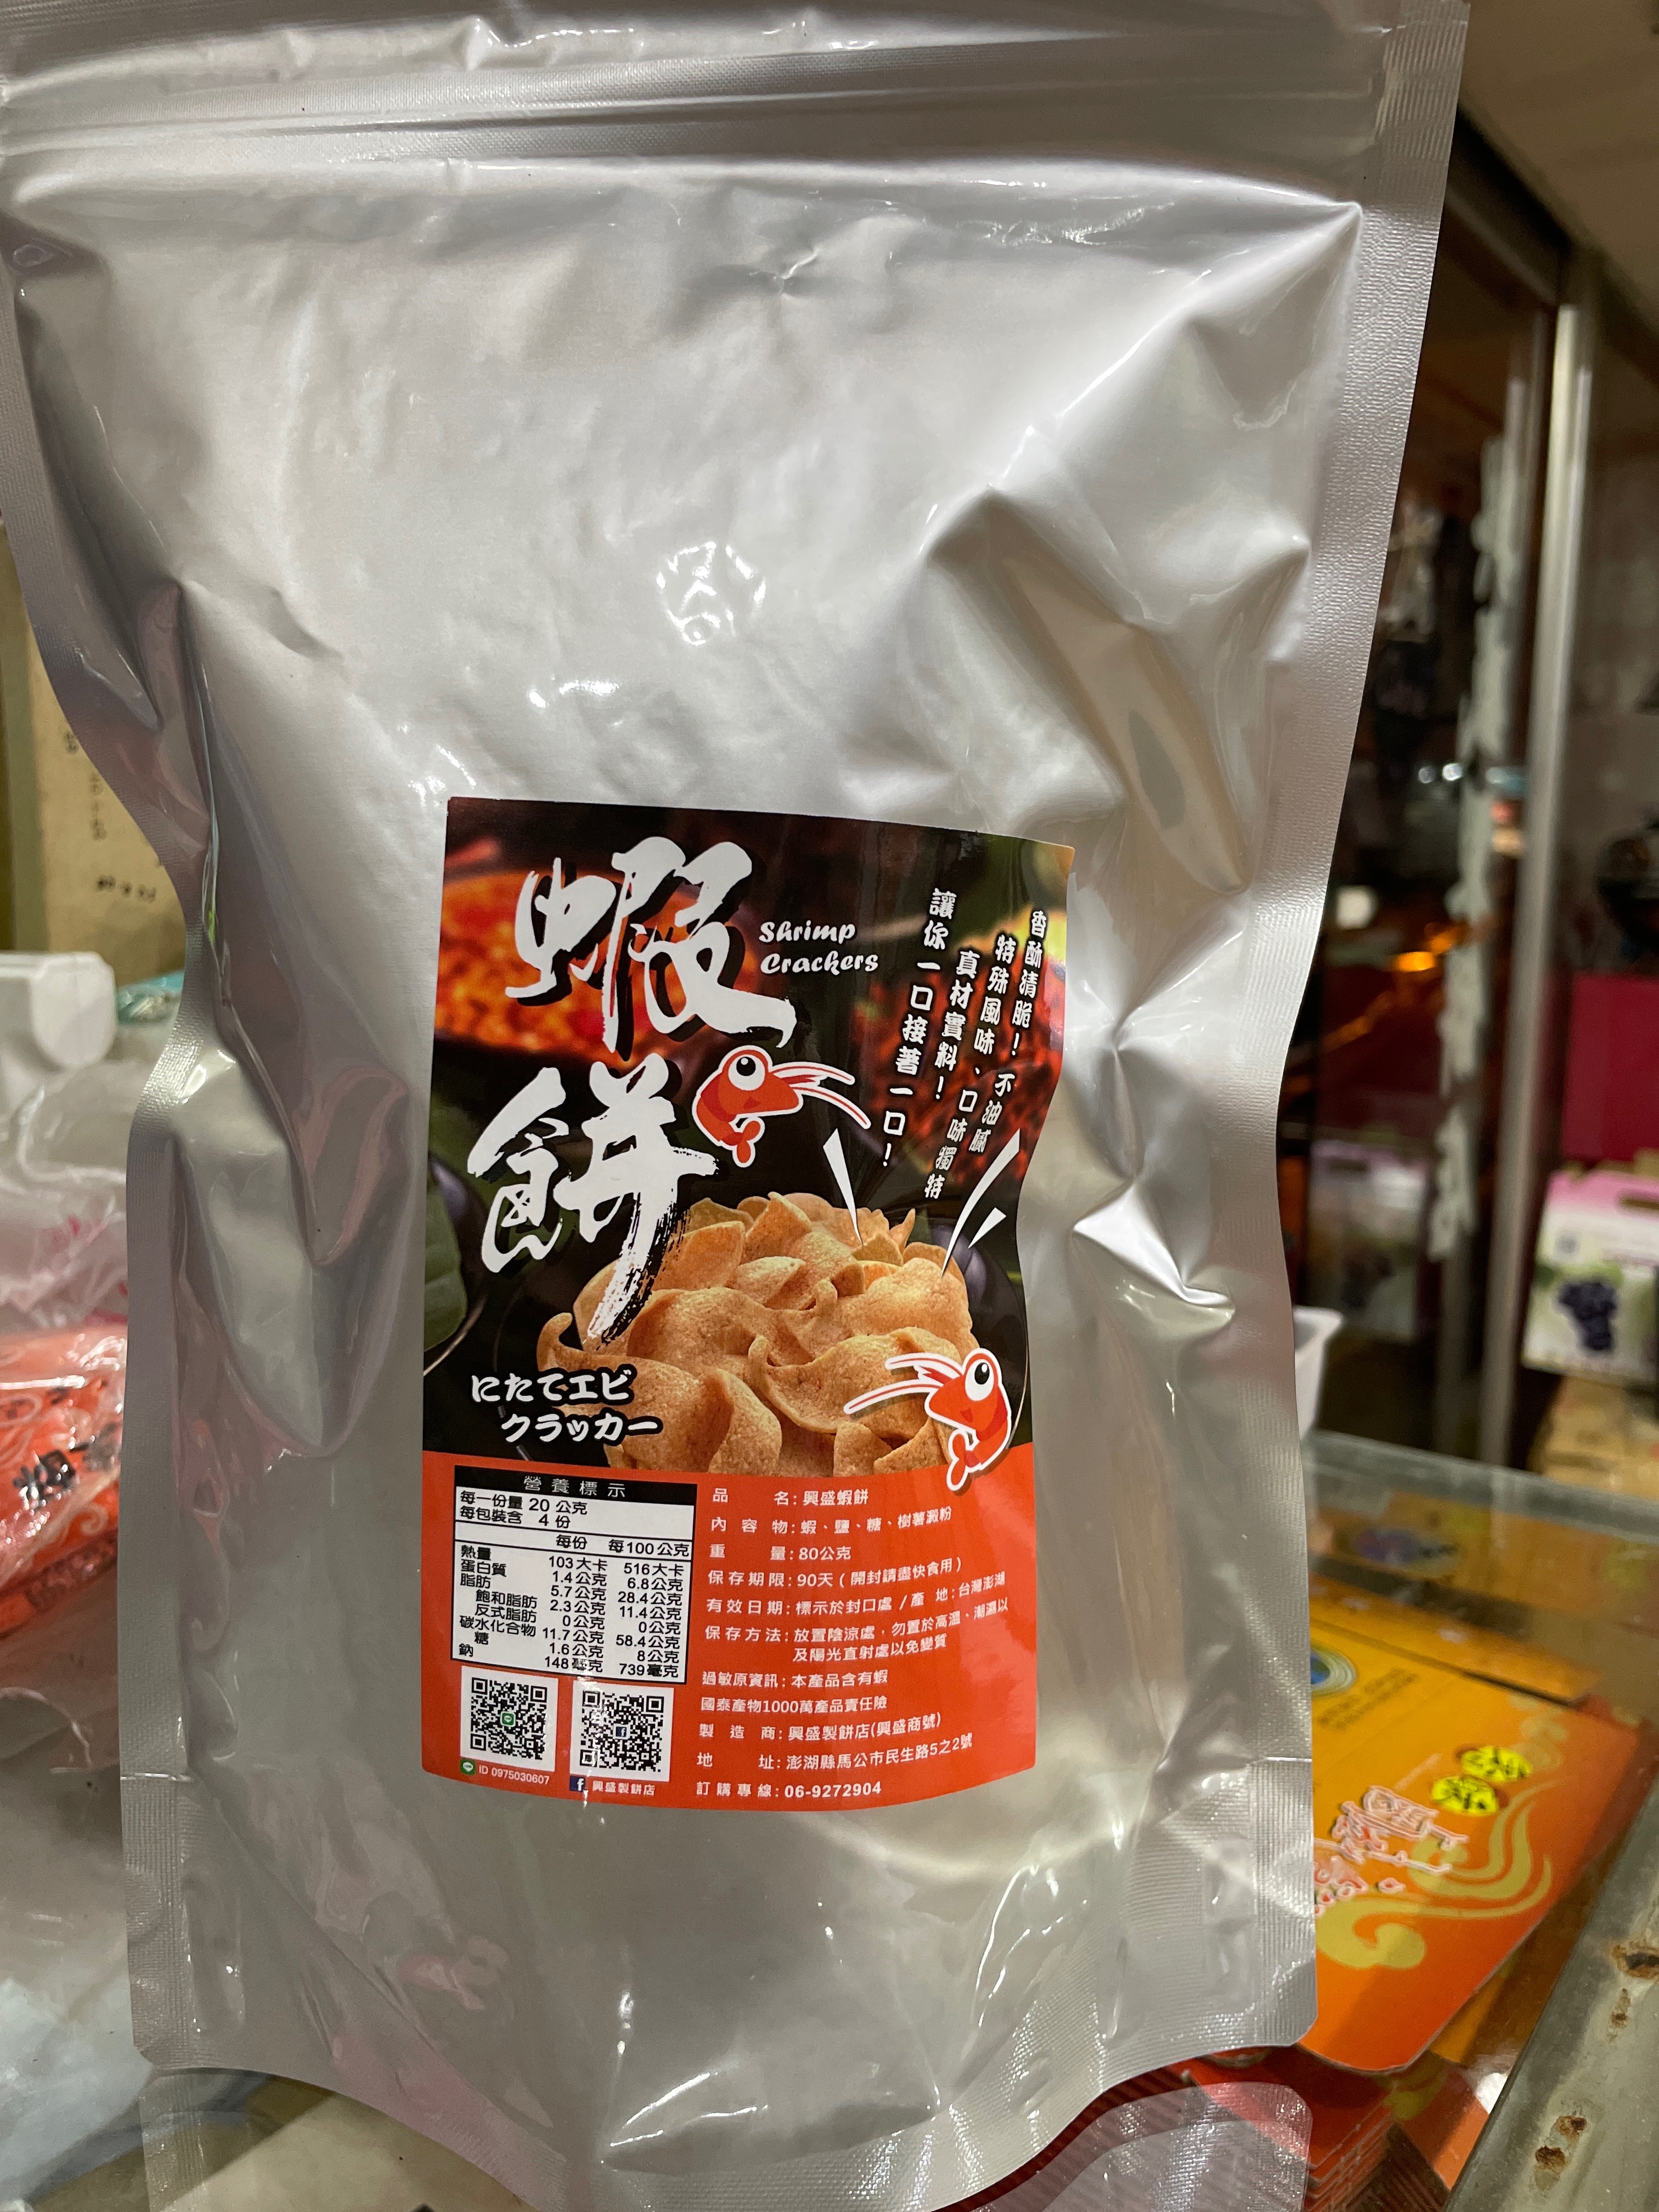 蝦餅
Shrimp
Crackers
香酥清脆！不油膩
特殊風味、口味獨特
真材實料！
讓你一口接著一口！
にたてエビ
クラッカー
營養標示
每一份量 20 公克
每包裝含 4 份
每份 每100公克
熱量 103大卡 516大卡
蛋白質 1.4公克 6.8公克
脂肪 5.7公克 28.4公克
飽和脂肪 2.3公克 11.4公克
反式脂肪 0公克 0公克
碳水化合物 11.7公克 58.4公克
糖 1.6公克 8公克
鈉 148毫克 739毫克
ID 0975030607
興盛製餅店
品名：興盛蝦餅
內容物：蝦、鹽、糖、樹薯澱粉
重量：80公克
保存期限：90天（開封請盡快食用）
有效日期：標示於封口處／產地：台灣澎湖
保存方法：放置陰涼處，勿置於高溫、潮濕以
及陽光直射處以免變質
過敏原資訊：本產品含有蝦
國泰產物1000萬產品責任險
製造商：興盛製餅店(興盛商號)
地址：澎湖縣馬公市民生路5之2號
訂購專線：06-9272904